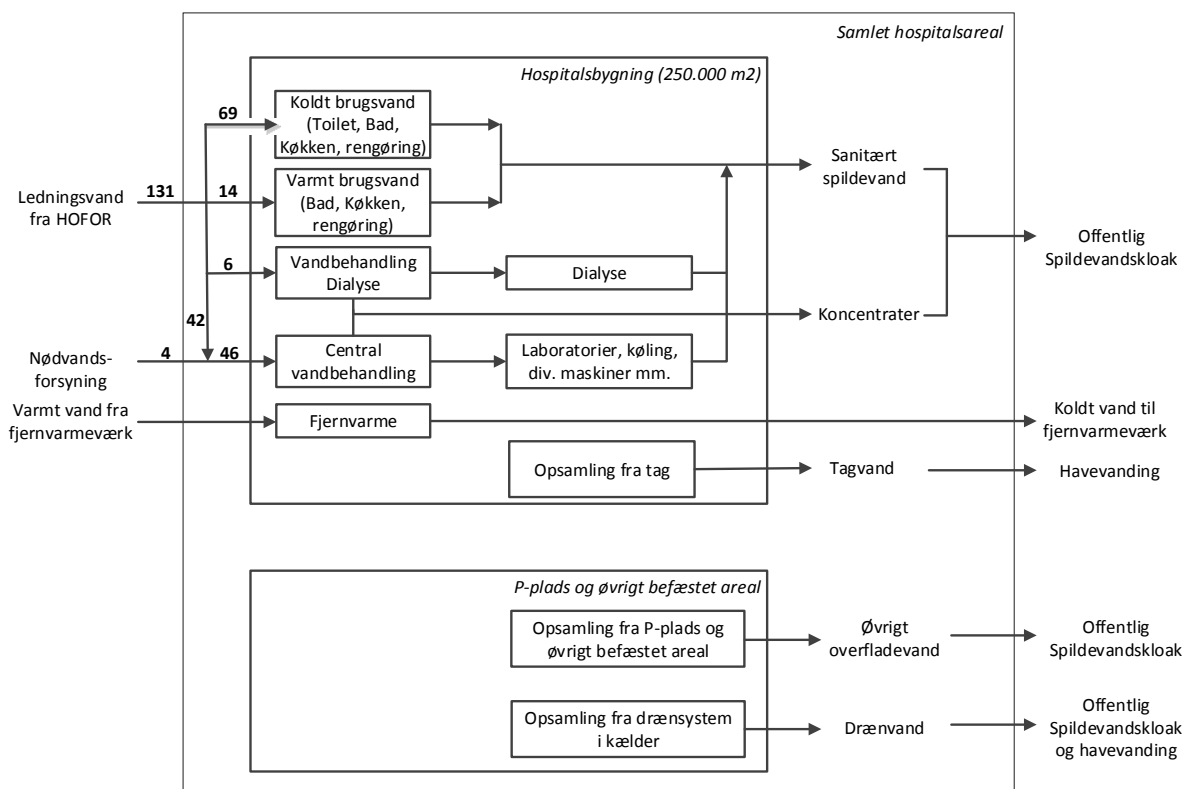 Samlet hospitalsareal
Hospitalsbygning (250.000 m2)
69
Koldt brugsvand
(Toilet, Bad,
Køkken, rengøring)
Sanitært
spildevand
Ledningsvand
fra HOFOR
131
14
Varmt brugsvand
(Bad, Køkken,
rengøring)
Offentlig
Spildevandskloak
6
Vandbehandling
Dialyse
Dialyse
Koncentrater
42
Nødvands-
forsyning
4
46
Central
vandbehandling
Laboratorier, køling,
div. maskiner mm.
Varmt vand fra
fjernvarmeværk
Fjernvarme
Koldt vand til
fjernvarmeværk
Opsamling fra tag
Tagvand
Havevanding
P-plads og øvrigt befæstet areal
Opsamling fra P-plads og
øvrigt befæstet areal
Øvrigt
overfladevand
Offentlig
Spildevandskloak
Opsamling fra drænsystem
i kælder
Drænvand
Offentlig
Spildevandskloak
og havevanding